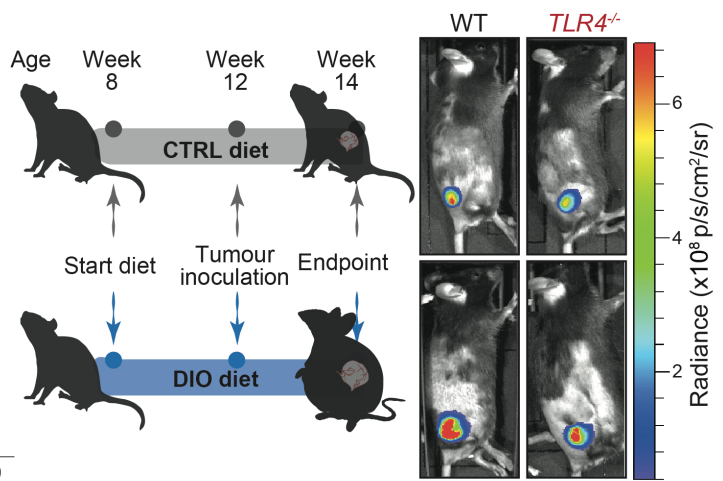 WT TLR4-/-
Age Week 8 Week 12 Week 14
CTRL diet
Start diet
Tumour inoculation
Endpoint
DIO diet
6
4
2
Radiance (x10⁸ p/s/cm²/sr)